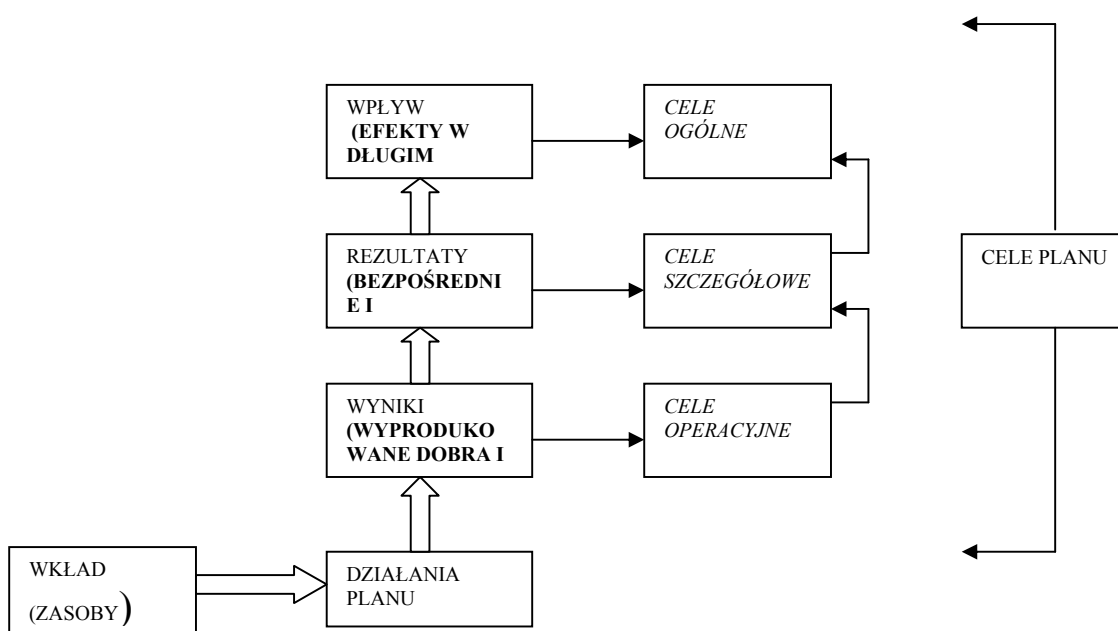 WPŁYW
(EFEKTY W
DŁUGIM
CELE
OGÓLNE
REZULTATY
(BEZPOŚREDNI
E I
CELE
SZCZEGÓŁOWE
CELE PLANU
WYNIKI
(WYPRODUKO
WANE DOBRA I
CELE
OPERACYJNE
WKŁAD
(ZASOBY)
DZIAŁANIA
PLANU